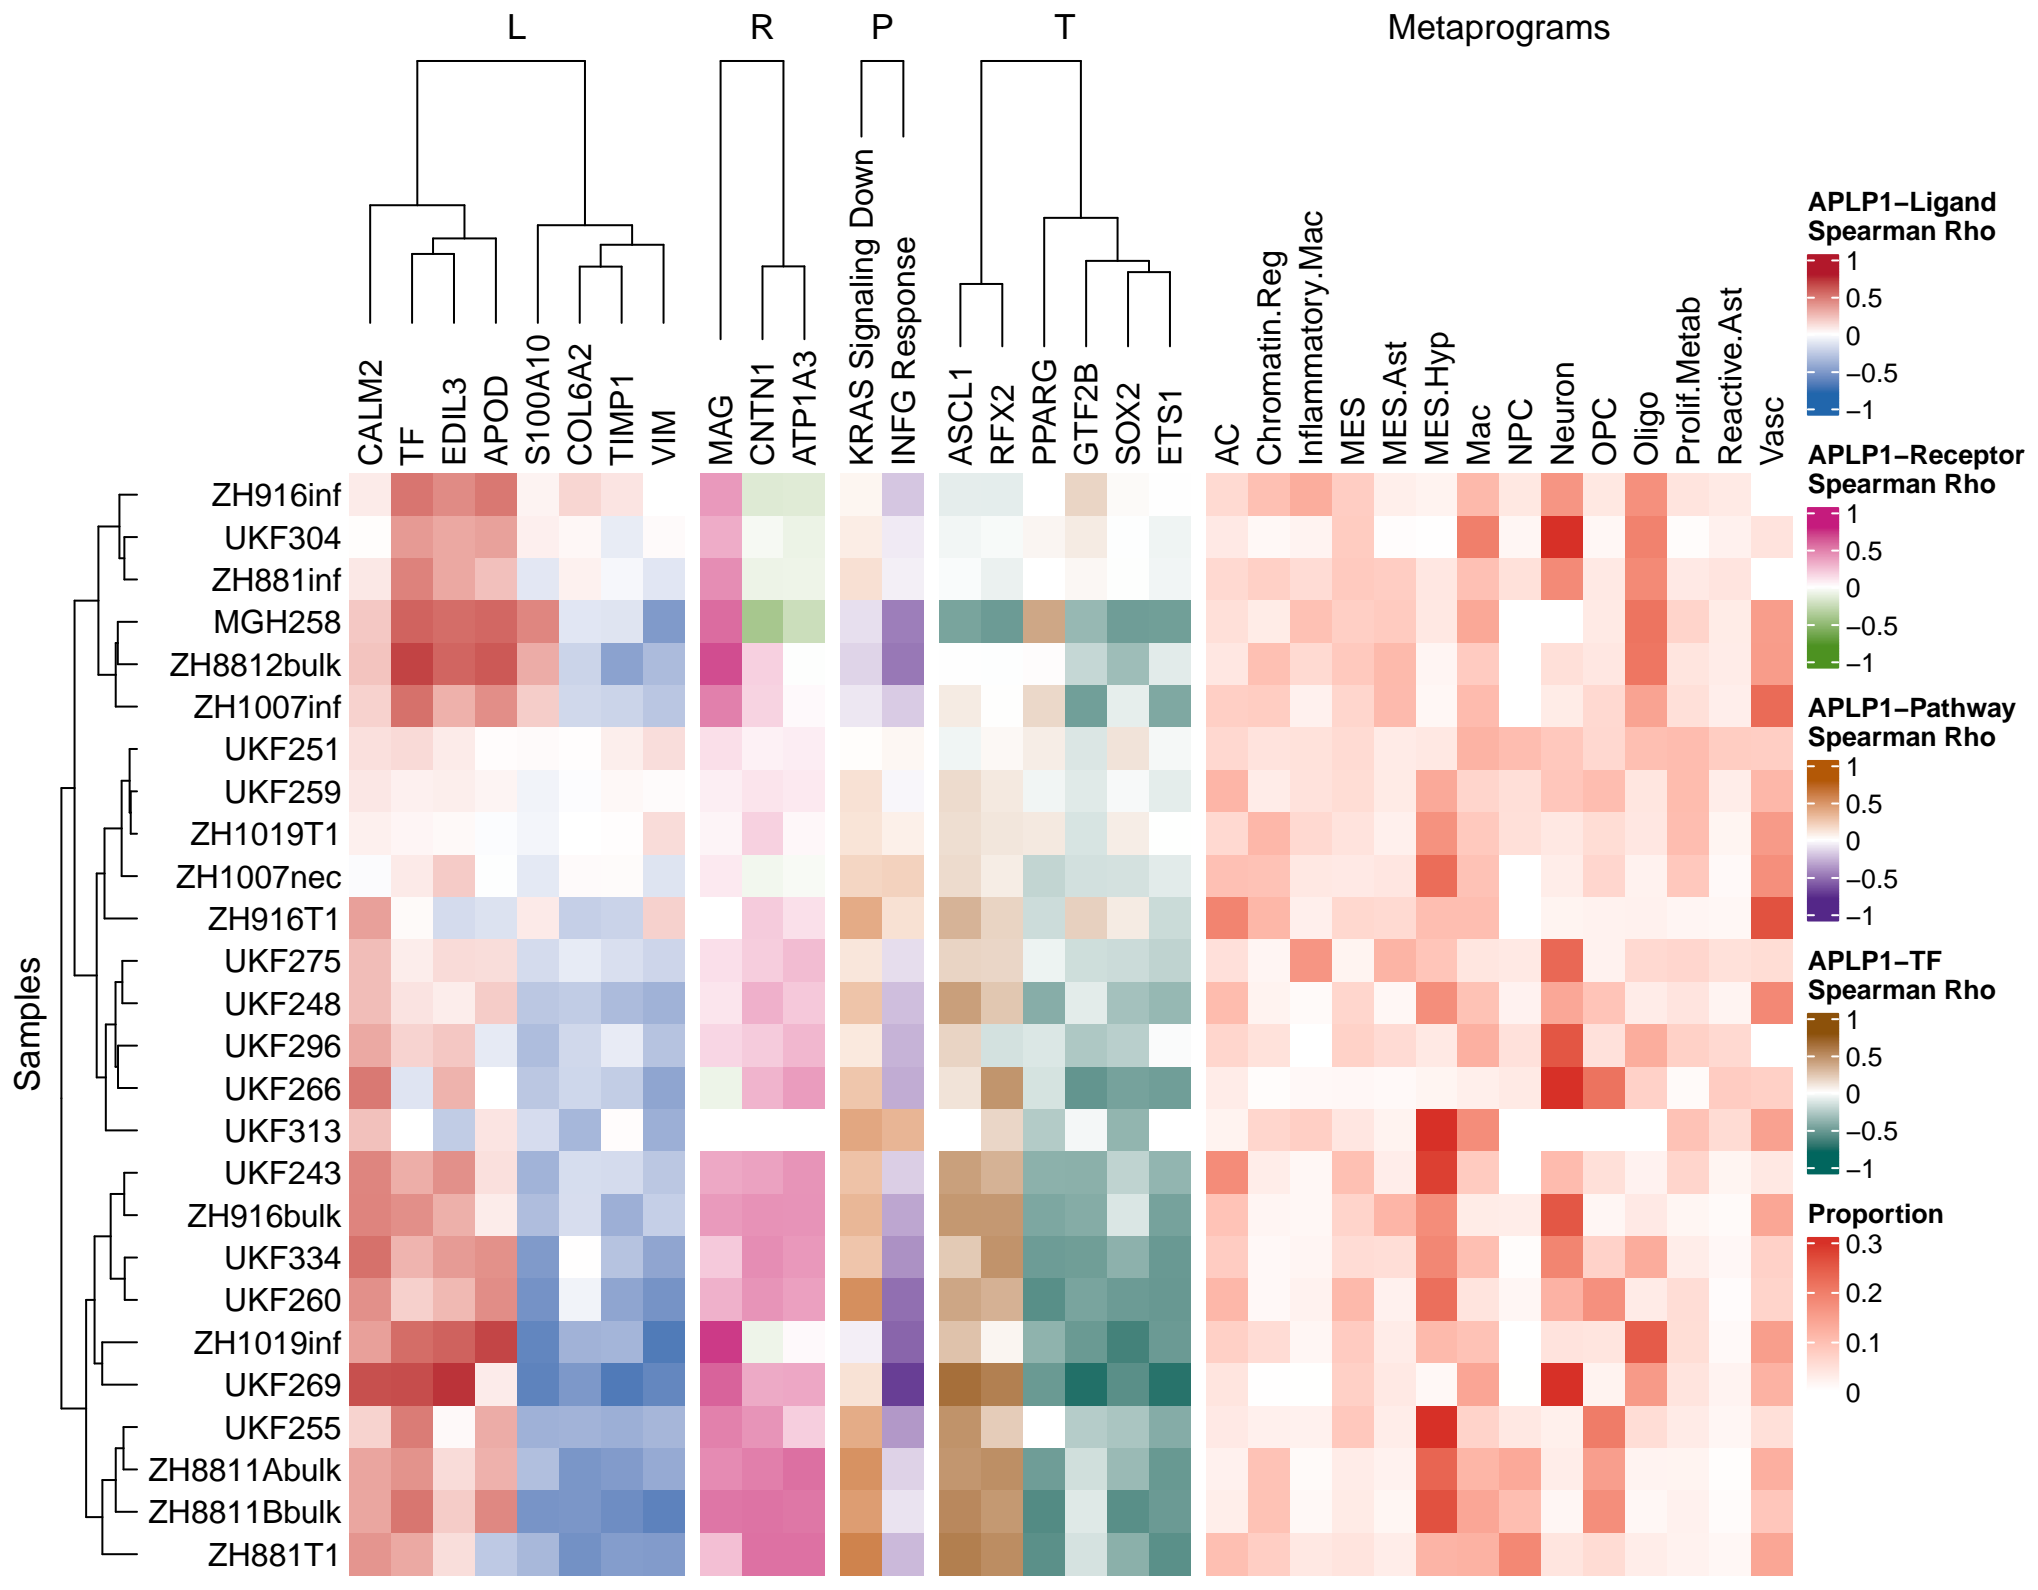 L R P T Metaprograms
CALM2
TF
EDIL3
APOD
S100A10
COL6A2
TIMP1
VIM
MAG
CNTN1
ATP1A3
KRAS Signaling Down
INFG Response
ASCL1
RFX2
PPARG
GTF2B
SOX2
ETS1
AC
Chromatin.Reg
Inflammatory.Mac
MES
MES.Ast
MES.Hyp
Mac
NPC
Neuron
OPC
Oligo
Prolif.Metab
Reactive.Ast
Vasc
Samples
ZH916inf
UKF304
ZH881inf
MGH258
ZH8812bulk
ZH1007inf
UKF251
UKF259
ZH1019T1
ZH1007nec
ZH916T1
UKF275
UKF248
UKF296
UKF266
UKF313
UKF243
ZH916bulk
UKF334
UKF260
ZH1019inf
UKF269
UKF255
ZH8811Abulk
ZH8811Bbulk
ZH881T1
APLP1−Ligand
Spearman Rho
1
0.5
0
−0.5
−1
APLP1−Receptor
Spearman Rho
1
0.5
0
−0.5
−1
APLP1−Pathway
Spearman Rho
1
0.5
0
−0.5
−1
APLP1−TF
Spearman Rho
1
0.5
0
−0.5
−1
Proportion
0.3
0.2
0.1
0